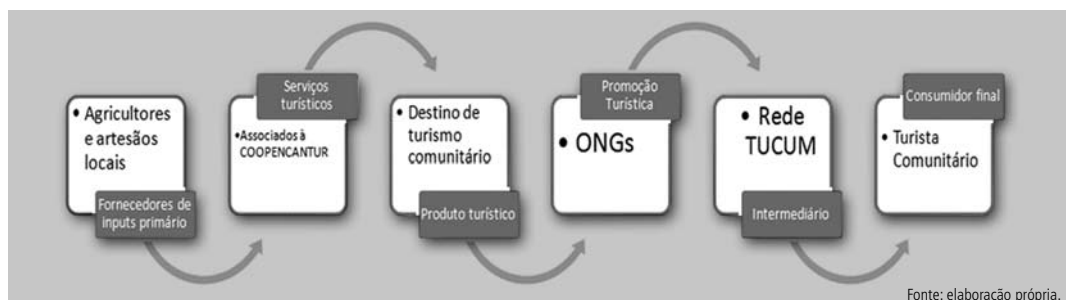 • Agricultores
e artesãos
locais
Fornecedores de
inputs primário
Serviços
turísticos
•Associados à
COOPENCANTUR
• Destino de
turismo
comunitário
Produto turístico
Promoção
Turística
• ONGs
• Rede
TUCUM
Intermediário
Consumidor final
• Turista
Comunitário
Fonte: elaboração própria.